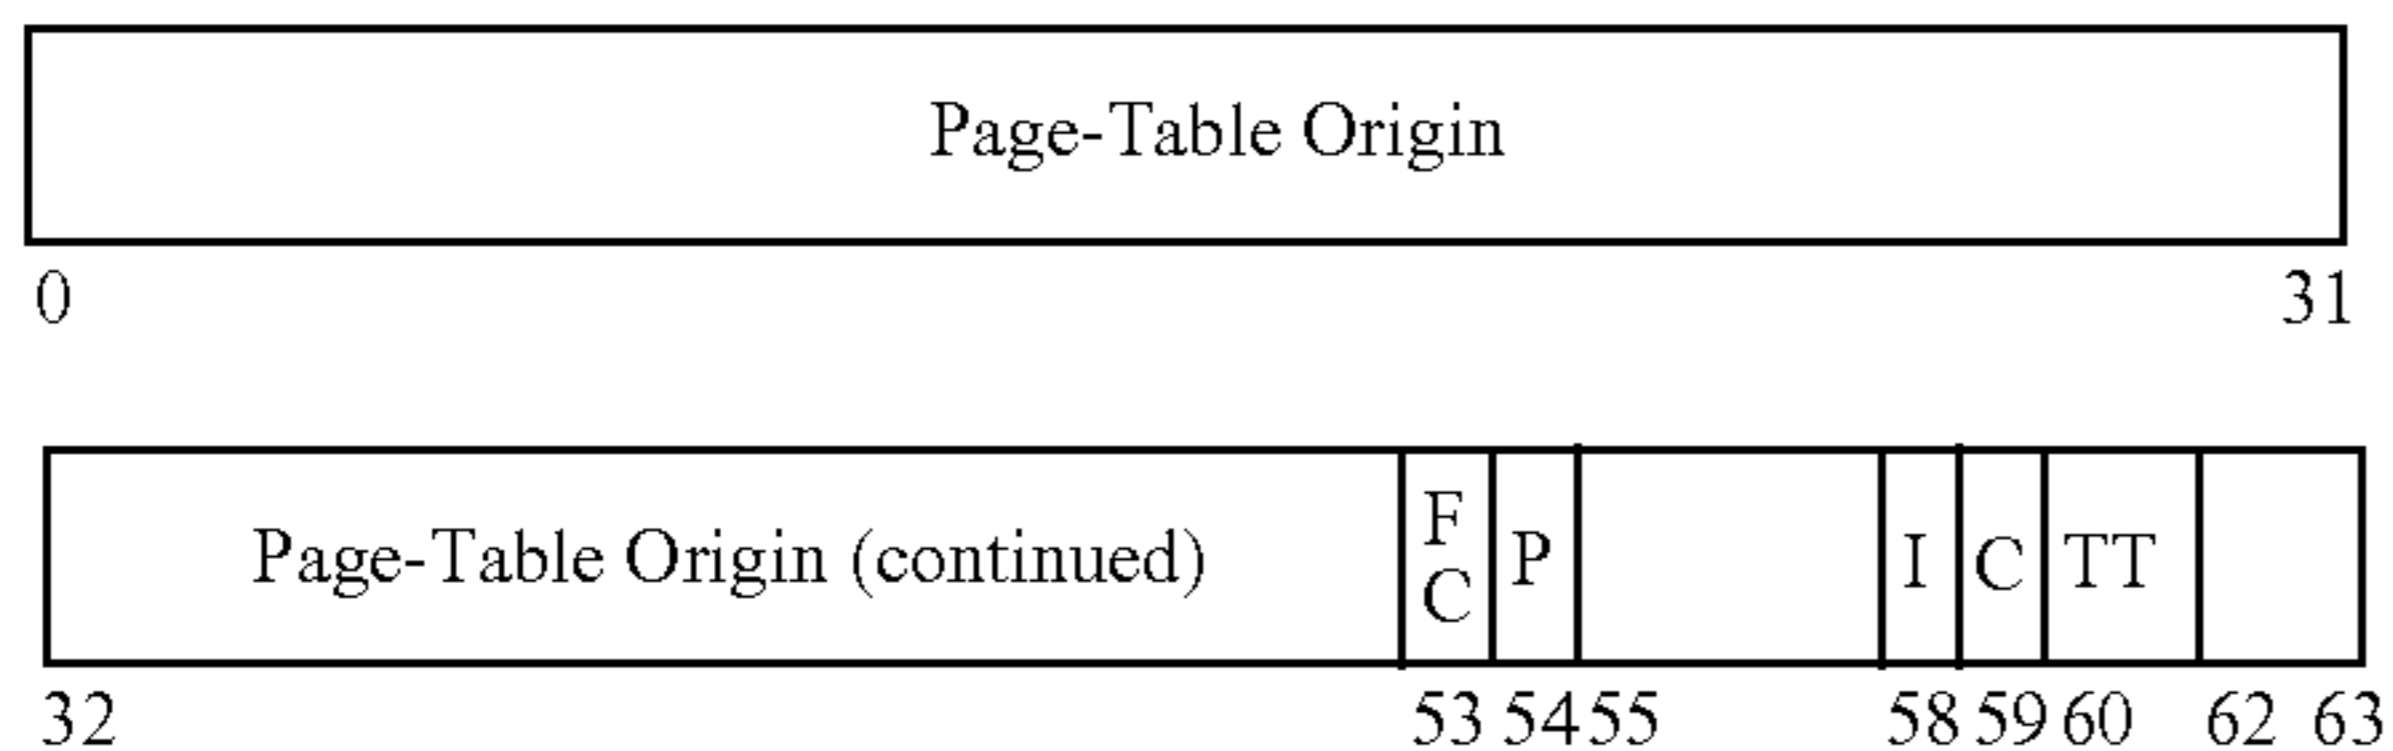 Page-Table Origin
0 31
Page-Table Origin (continued) F C P I C TT
32 53 54 55 58 59 60 62 63